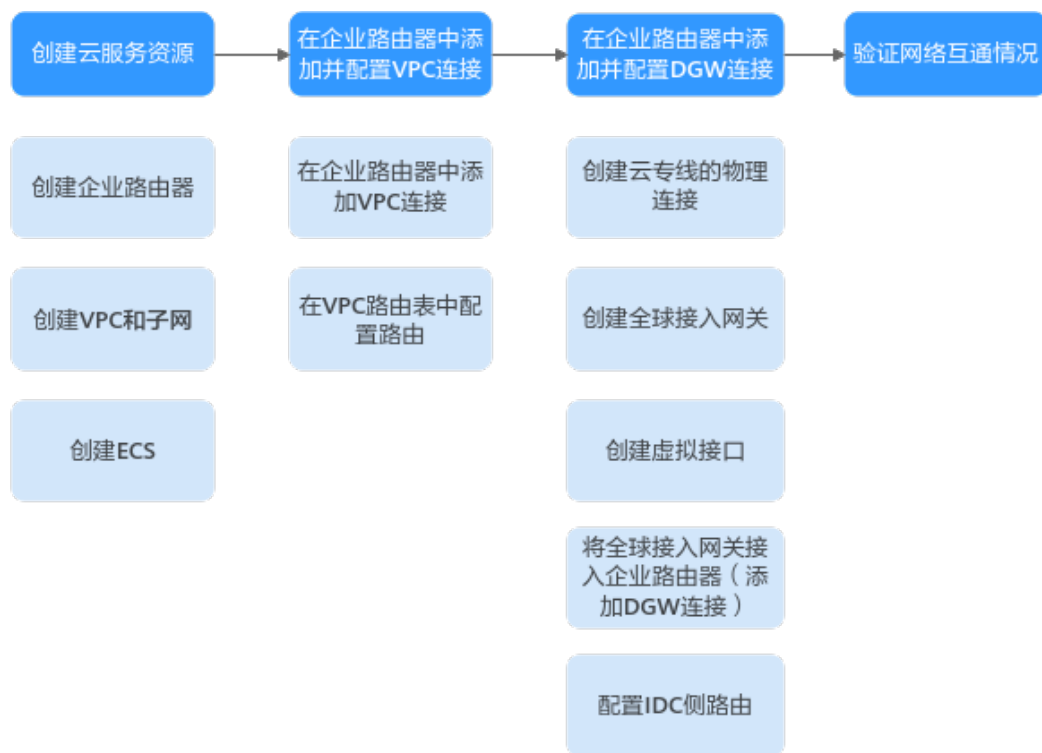 创建云服务资源
在企业路由器中添
加并配置VPC连接
在企业路由器中添
加并配置DGW连接
验证网络互通情况
创建企业路由器
在企业路由器中添
加VPC连接
创建云专线的物理
连接
创建VPC和子网
在VPC路由表中配
置路由
创建全球接入网关
创建ECS
创建虚拟接口
将全球接入网关接
入企业路由器（添
加DGW连接）
配置IDC侧路由